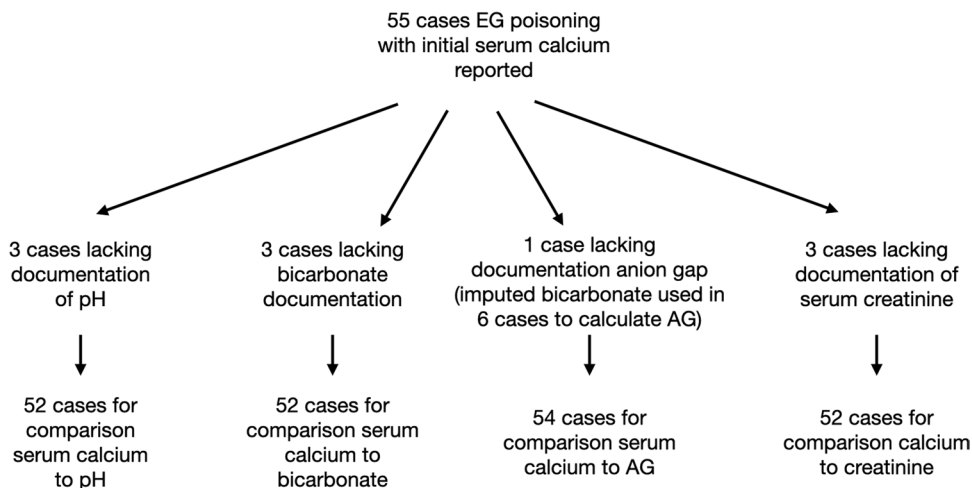 55 cases EG poisoning
with initial serum calcium
reported
3 cases lacking
documentation
of pH
3 cases lacking
bicarbonate
documentation
1 case lacking
documentation anion gap
(imputed bicarbonate used in
6 cases to calculate AG)
3 cases lacking
documentation of
serum creatinine
52 cases for
comparison
serum calcium
to pH
52 cases for
comparison serum
calcium to
bicarbonate
54 cases for
comparison serum
calcium to AG
52 cases for
comparison calcium
to creatinine